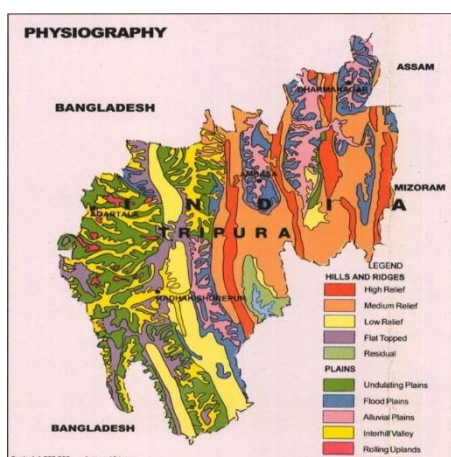 PHYSIOGRAPHY
ASSAM
DHARMANAGAR
BANGLADESH
AMBASA
MIZORAM
I N D I A
AGARTALA
TRIPURA
RADHAKISHOREPUR
BANGLADESH
LEGEND
HILLS AND RIDGES
High Relief
Medium Relief
Low Relief
Flat Topped
Residual
PLAINS
Undulating Plains
Flood Plains
Alluvial Plains
Interhill Valley
Rolling Uplands